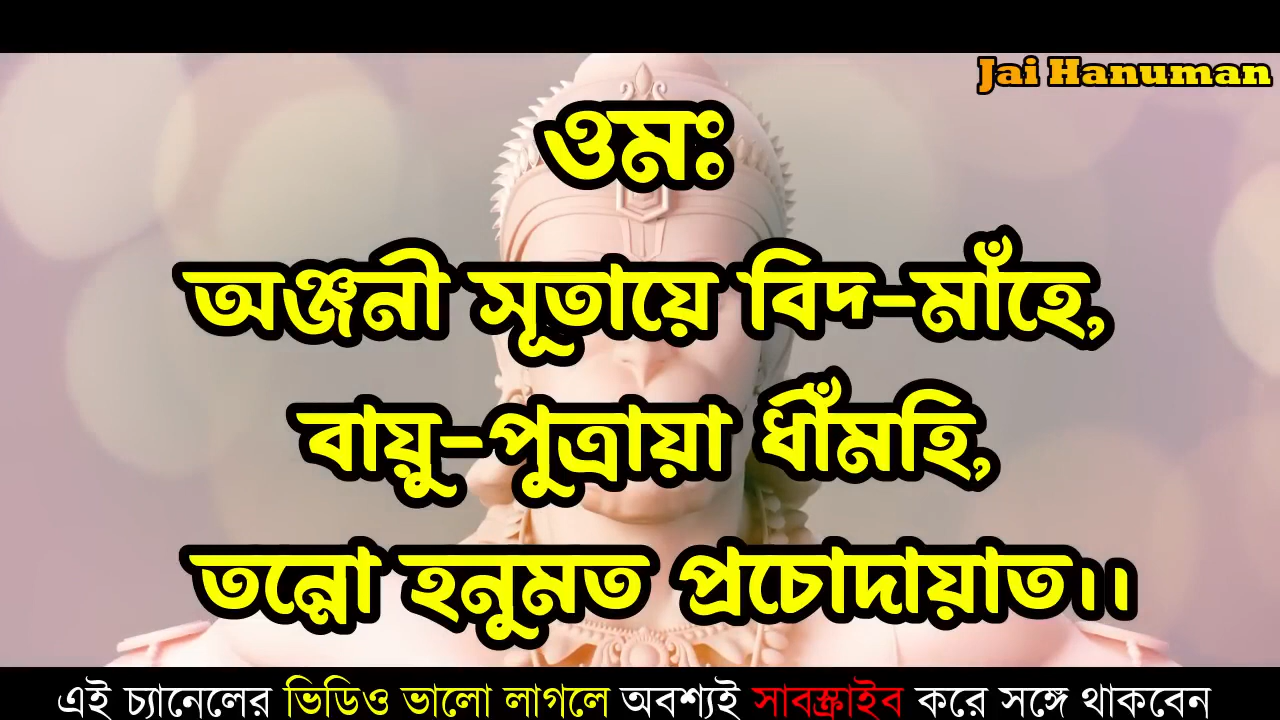 Jai Hanuman
ওমঃ
অঞ্জনী সূতায়ে বিদ-মাঁহে,
বায়ু-পুত্রায়া ধীঁমহি,
তন্নো হনুমত প্রচোদায়াত।।
এই চ্যানেলের ভিডিও ভালো লাগলে অবশ্যই সাবস্ক্রাইব করে সঙ্গে থাকবেন